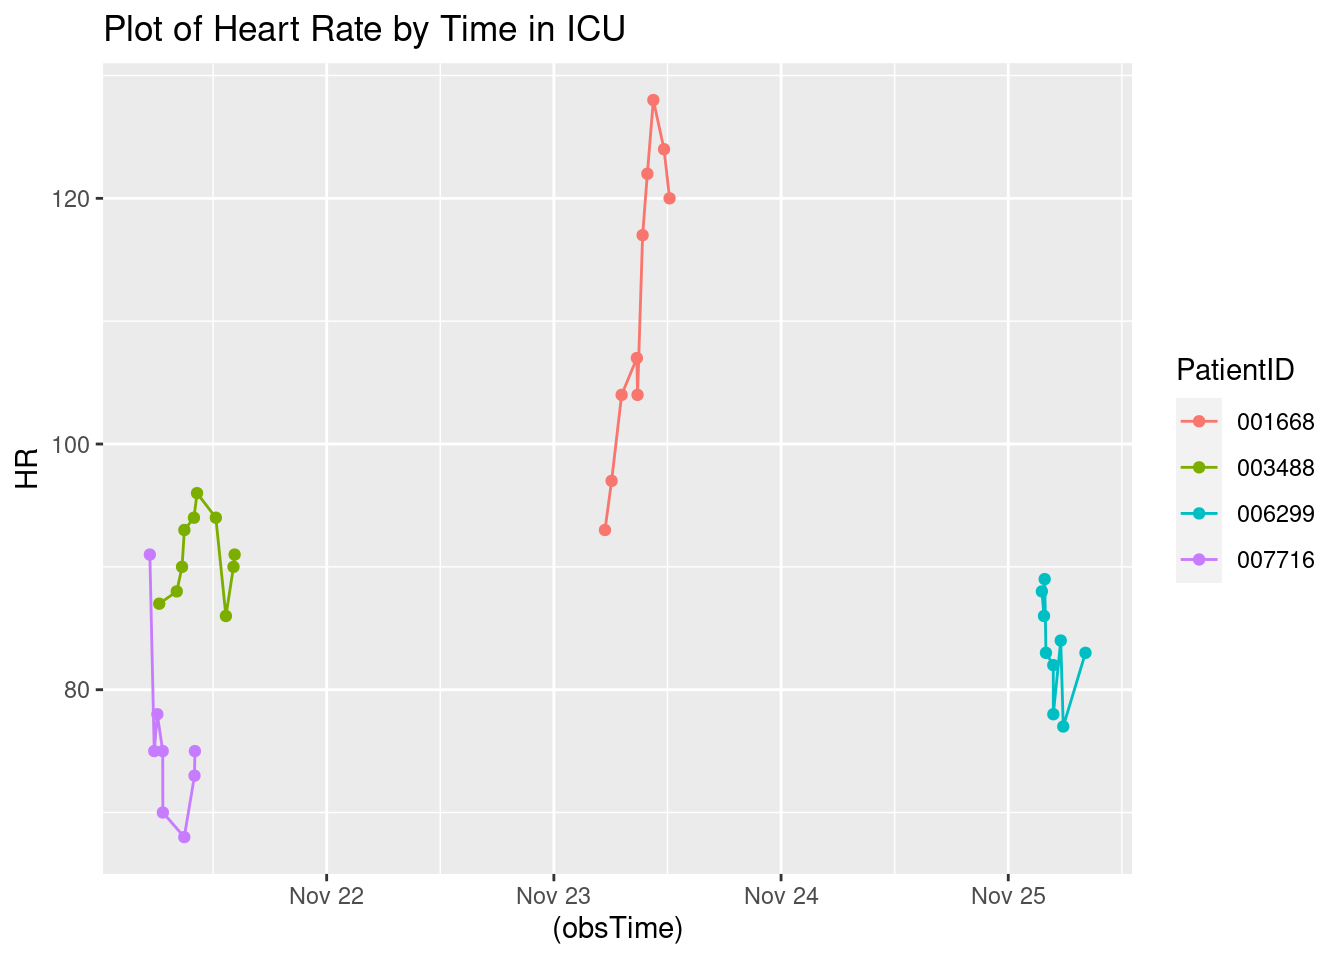 Plot of Heart Rate by Time in ICU
120
100
80
HR
Nov 22
Nov 23
Nov 24
Nov 25
(obsTime)
PatientID
001668
003488
006299
007716